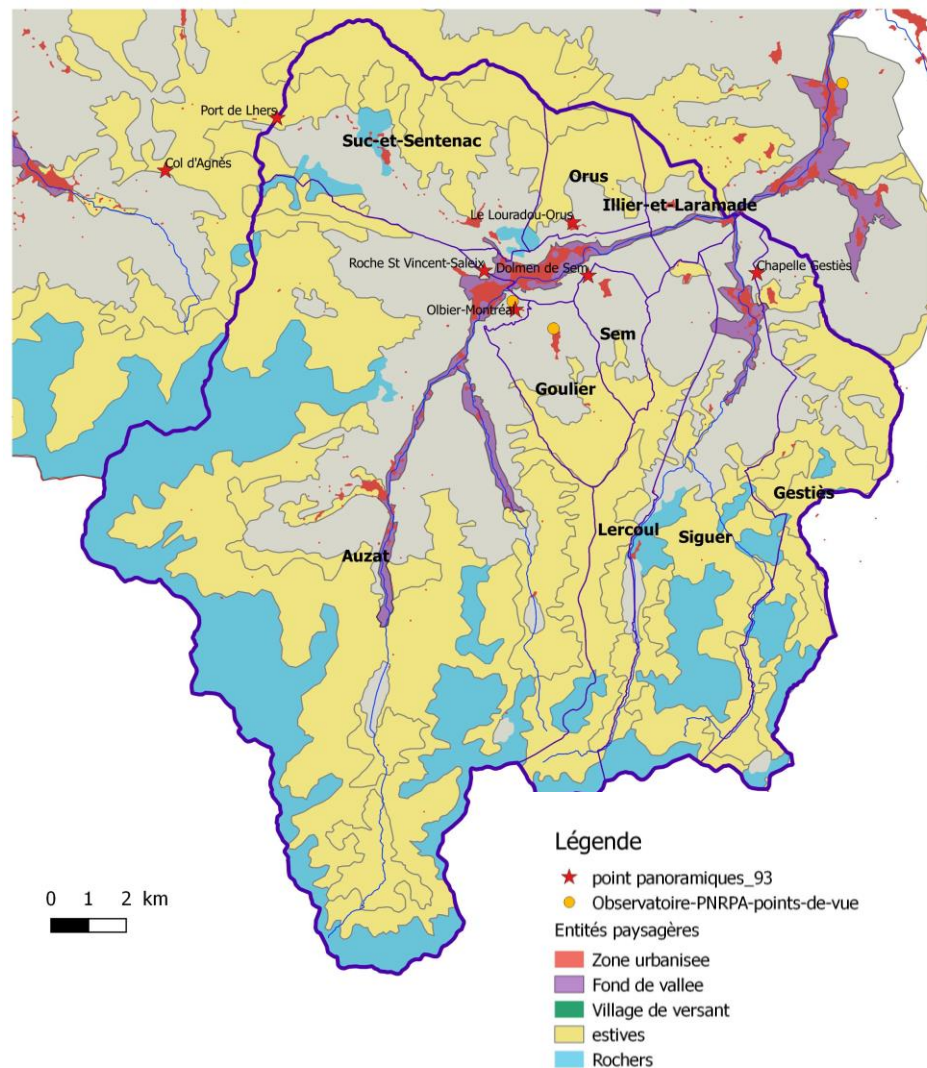 Port de Lhers
Suc-et-Sentenac
Col d'Agnès
Orus
Illier-et-Laramade
Le Louradou-Orus
Roche St Vincent-Saleix
Dolmen de Sem
Chapelle Gestiès
Olbier-Montréal
Sem
Goulier
Gestiès
Lercoul
Siguer
Auzat
Légende
point panoramiques_93
Observatoire-PNRPA-points-de-vue
Entités paysagères
Zone urbanisee
Fond de vallee
Village de versant
estives
Rochers
0 1 2 km